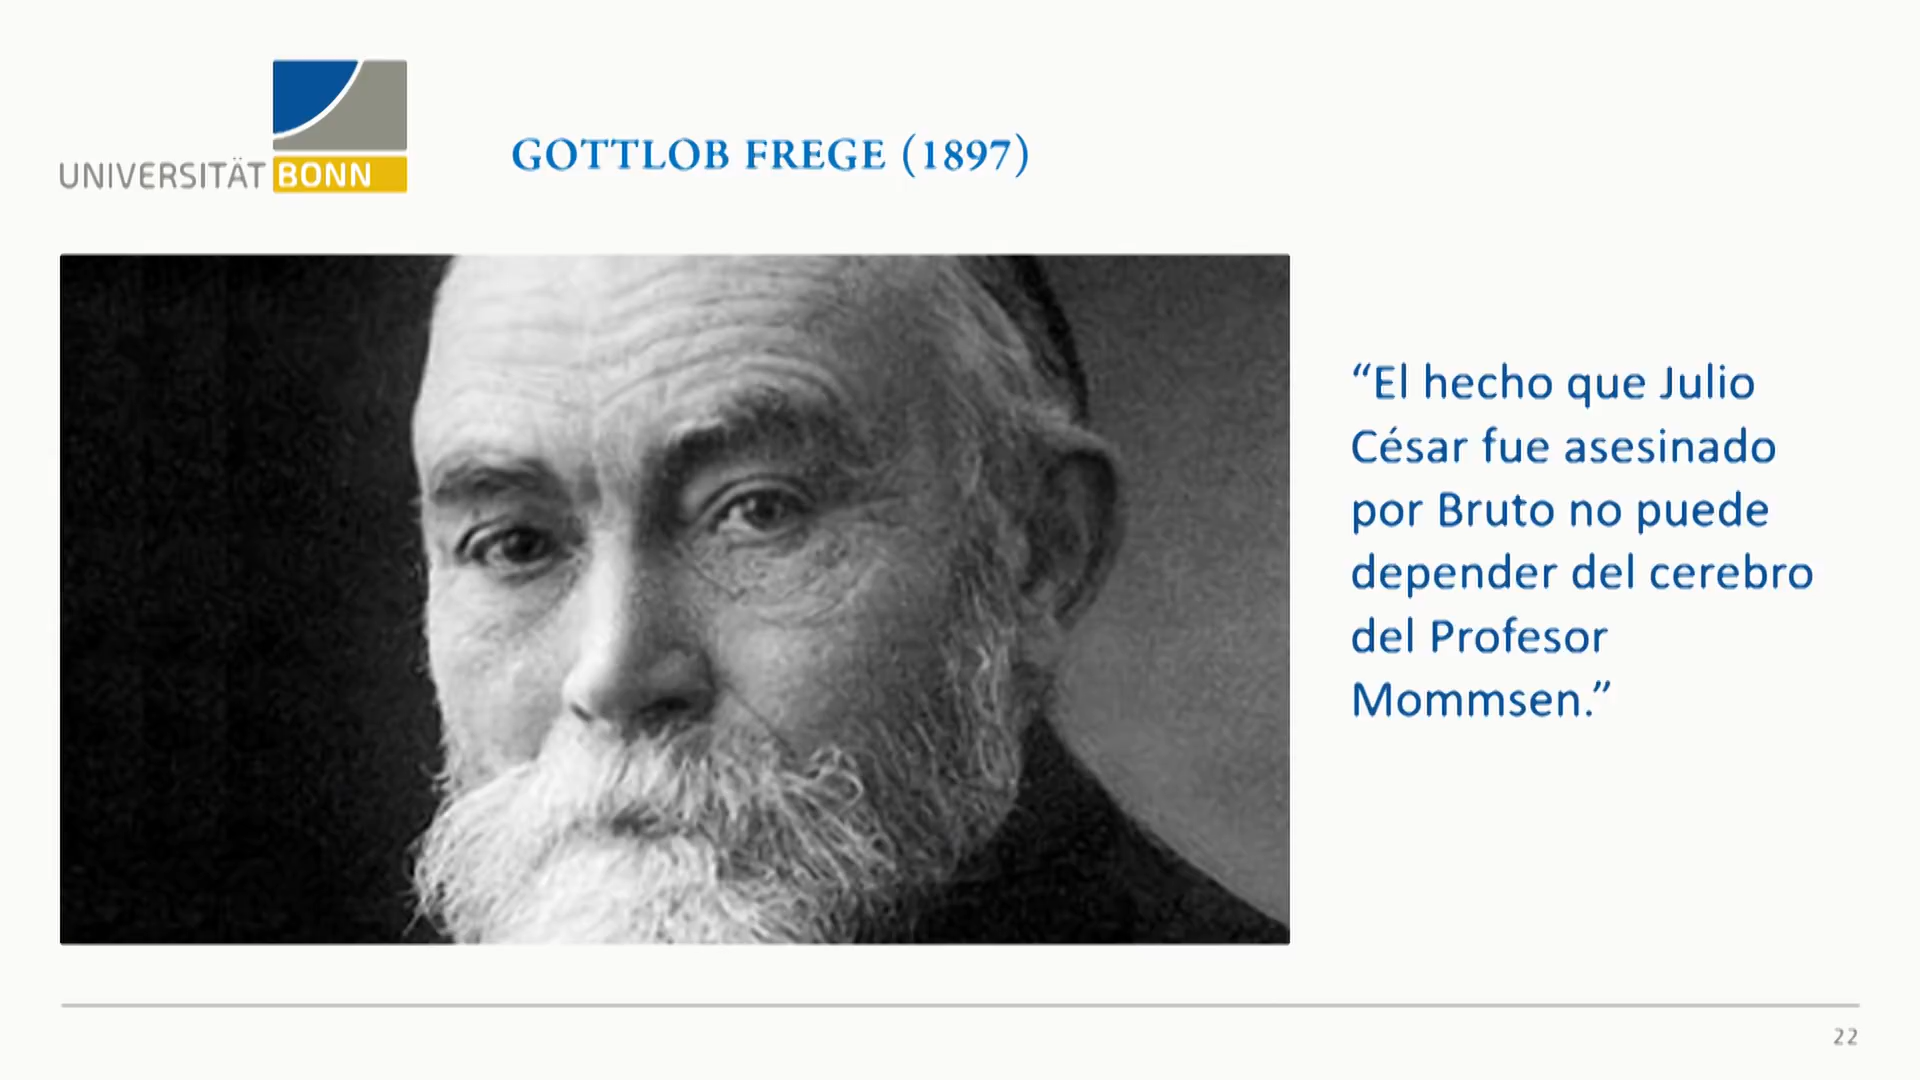 UNIVERSITÄT BONN
GOTTLOB FREGE (1897)
“El hecho que Julio
César fue asesinado
por Bruto no puede
depender del cerebro
del Profesor
Mommsen.”
22